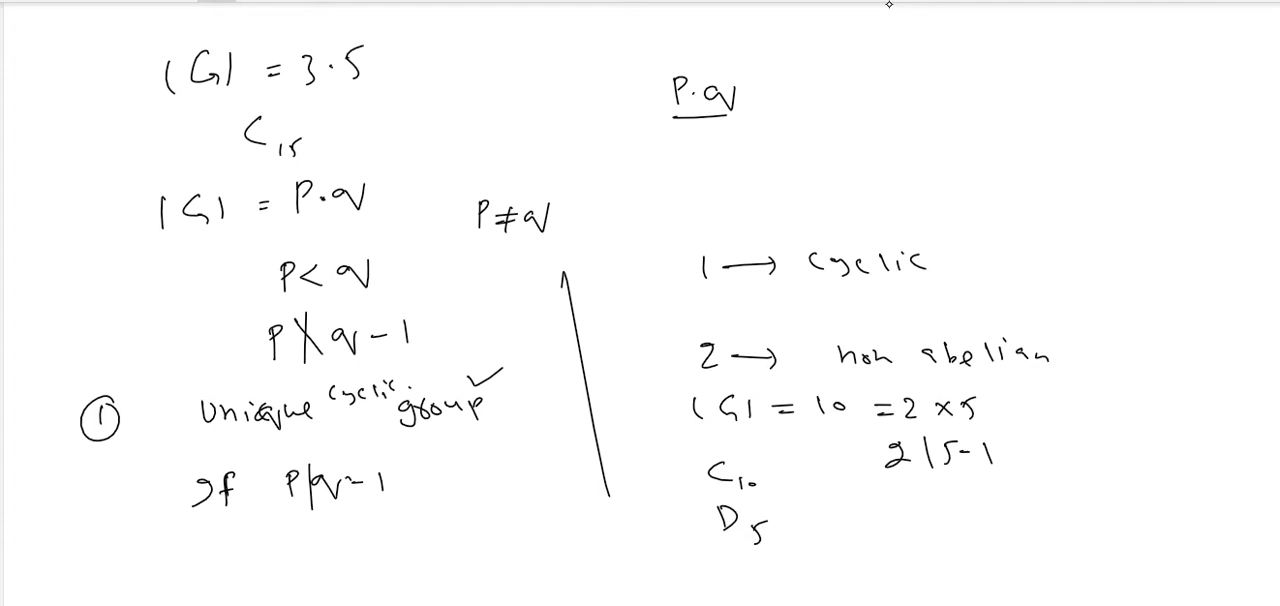 |G| = 3·5
C₁₅
|G| = P·q P≠q
P<q
P∤q-1
① unique cyclic group ✓
If P|q-1
P·q
1 → cyclic
2 → non abelian
|G| = 10 = 2×5
2|5-1
C₁₀
D₅